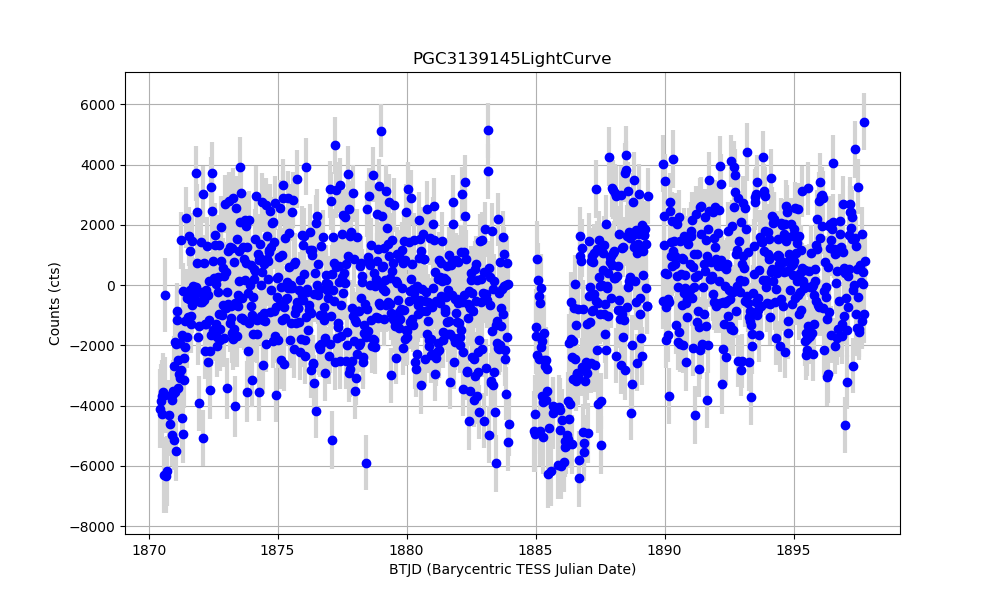 PGC3139145LightCurve
6000
4000
2000
0
−2000
−4000
−6000
−8000
Counts (cts)
1870 1875 1880 1885 1890 1895
BTJD (Barycentric TESS Julian Date)